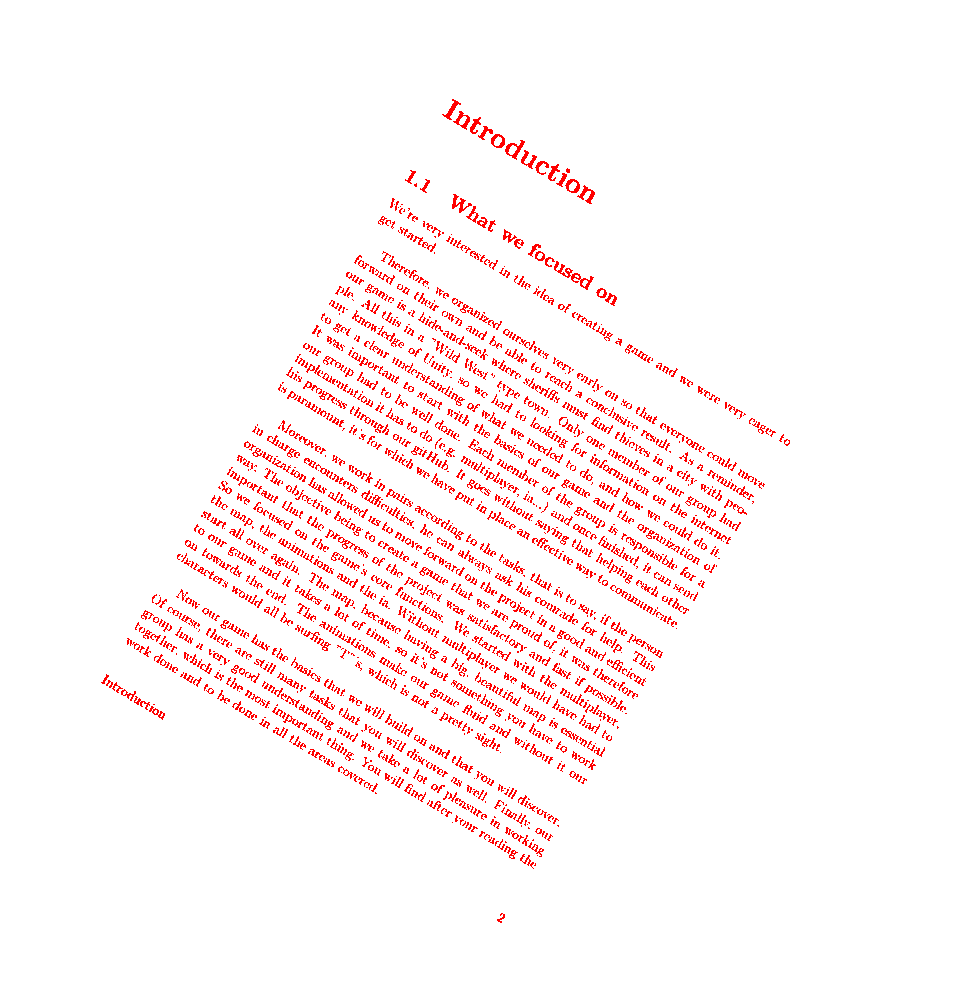 Introduction
1.1 What we focused on
We're very interested in the idea of creating a game and we were very eager to
get started.
Therefore, we organized ourselves very early on so that everyone could move
forward on their own and be able to reach a conclusive result. As a reminder,
our game is a hide-and-seek where sheriffs must find thieves in a city with peo-
ple. All this in a "Wild West" type town. Only one member of our group had
any knowledge of Unity, so we had to looking for information on the internet
to get a clear understanding of what we needed to do, and how we could do it.
It was important to start with the basics of our game and the organization of
our group had to be well done. Each member of the group is responsible for a
implementation it has to do (e.g. multiplayer, ia,...) and once finished, it can send
his progress through our gitHub. It goes without saying that helping each other
is paramount, it's for which we have put in place an effective way to communicate.
Moreover, we work in pairs according to the tasks, that is to say, if the person
in charge encounters difficulties, he can always ask his comrade for help. This
organization has allowed us to move forward on the project in a good and efficient
way. The objective being to create a game that we are proud of, it was therefore
important that the progress of the project was satisfactory and fast if possible.
So we focused on the game's core functions. We started with the multiplayer,
the map, the animations and the ia. Without multiplayer we would have had to
start all over again. The map, because having a big, beautiful map is essential
to our game and it takes a lot of time, so it's not something you have to work
on towards the end. The animations make our game fluid and without it our
characters would all be surfing "T"'s, which is not a pretty sight.
Now our game has the basics that we will build on and that you will discover.
Of course, there are still many tasks that you will discover as well. Finally, our
group has a very good understanding and we take a lot of pleasure in working
together, which is the most important thing. You will find after your reading the
work done and to be done in all the areas covered.
Introduction
2